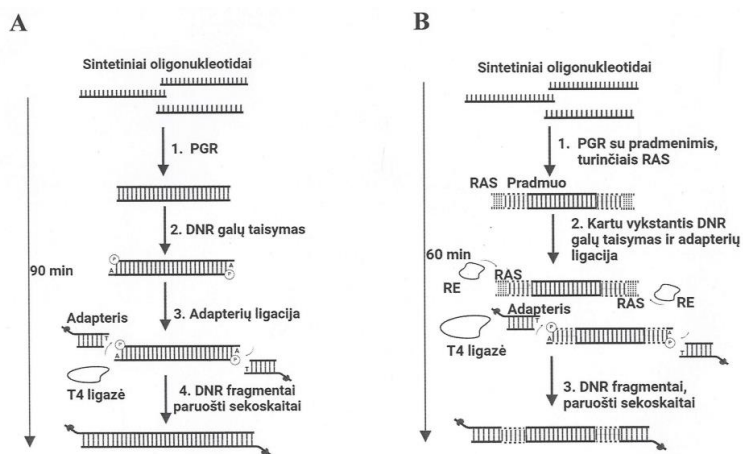 A
Sintetiniai oligonukleotidai
1. PGR
2. DNR galų taisymas
P
A
A
P
90 min
3. Adapterių ligacija
Adapteris
T
P
A
A
P
T
T4 ligazė
4. DNR fragmentai
paruošti sekoskaitai
B
Sintetiniai oligonukleotidai
1. PGR su pradmenimis,
turinčiais RAS
RAS Pradmuo
2. Kartu vykstantis DNR
galų taisymas ir adapterių
ligacija
60 min
RAS
RE
RAS
RE
Adapteris
T
P
A
A
P
T
T4 ligazė
3. DNR fragmentai,
paruošti sekoskaitai